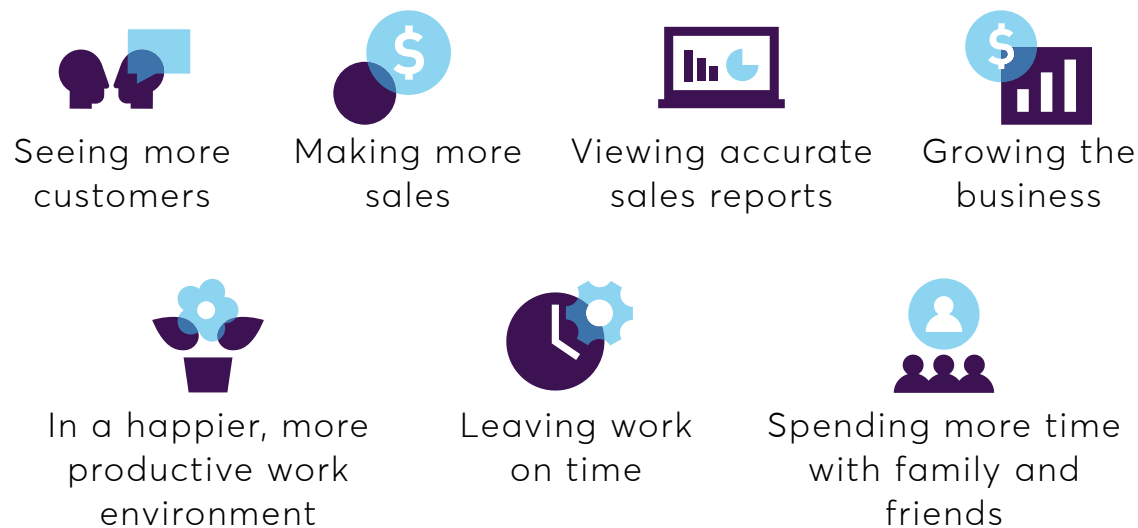 $
$
Seeing more
customers
Making more
sales
Viewing accurate
sales reports
Growing the
business
In a happier, more
productive work
environment
Leaving work
on time
Spending more time
with family and
friends